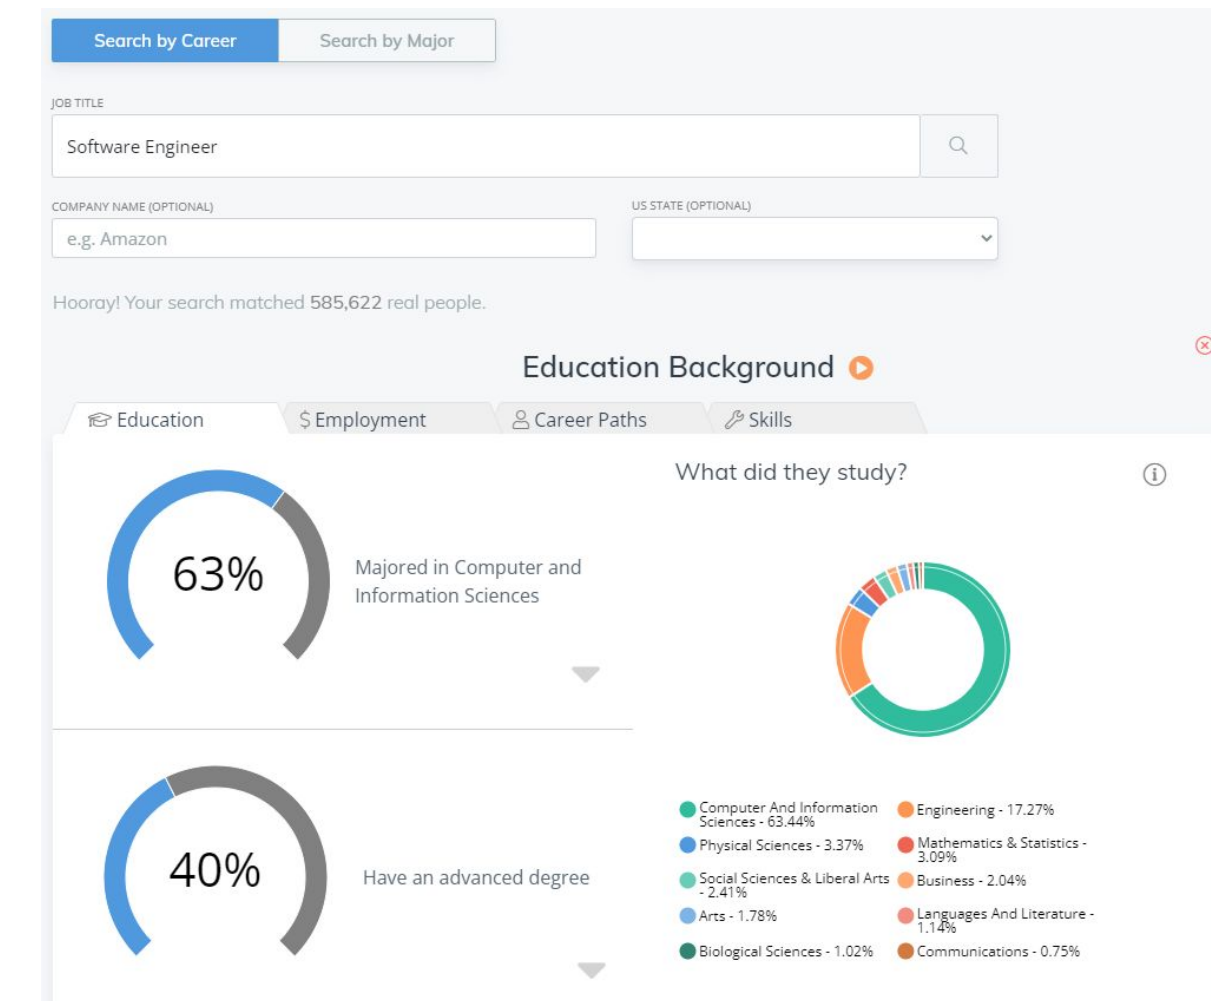 Search by Career
Search by Major
JOB TITLE
Software Engineer
COMPANY NAME (OPTIONAL)
US STATE (OPTIONAL)
e.g. Amazon
Hooray! Your search matched 585,622 real people.
Education Background
Education
$ Employment
Career Paths
Skills
63%
Majored in Computer and
Information Sciences
40%
Have an advanced degree
What did they study?
Computer And Information
Sciences - 63.44%
Engineering - 17.27%
Physical Sciences - 3.37%
Mathematics & Statistics -
3.09%
Social Sciences & Liberal Arts
- 2.41%
Business - 2.04%
Arts - 1.78%
Languages And Literature -
1.14%
Biological Sciences - 1.02%
Communications - 0.75%